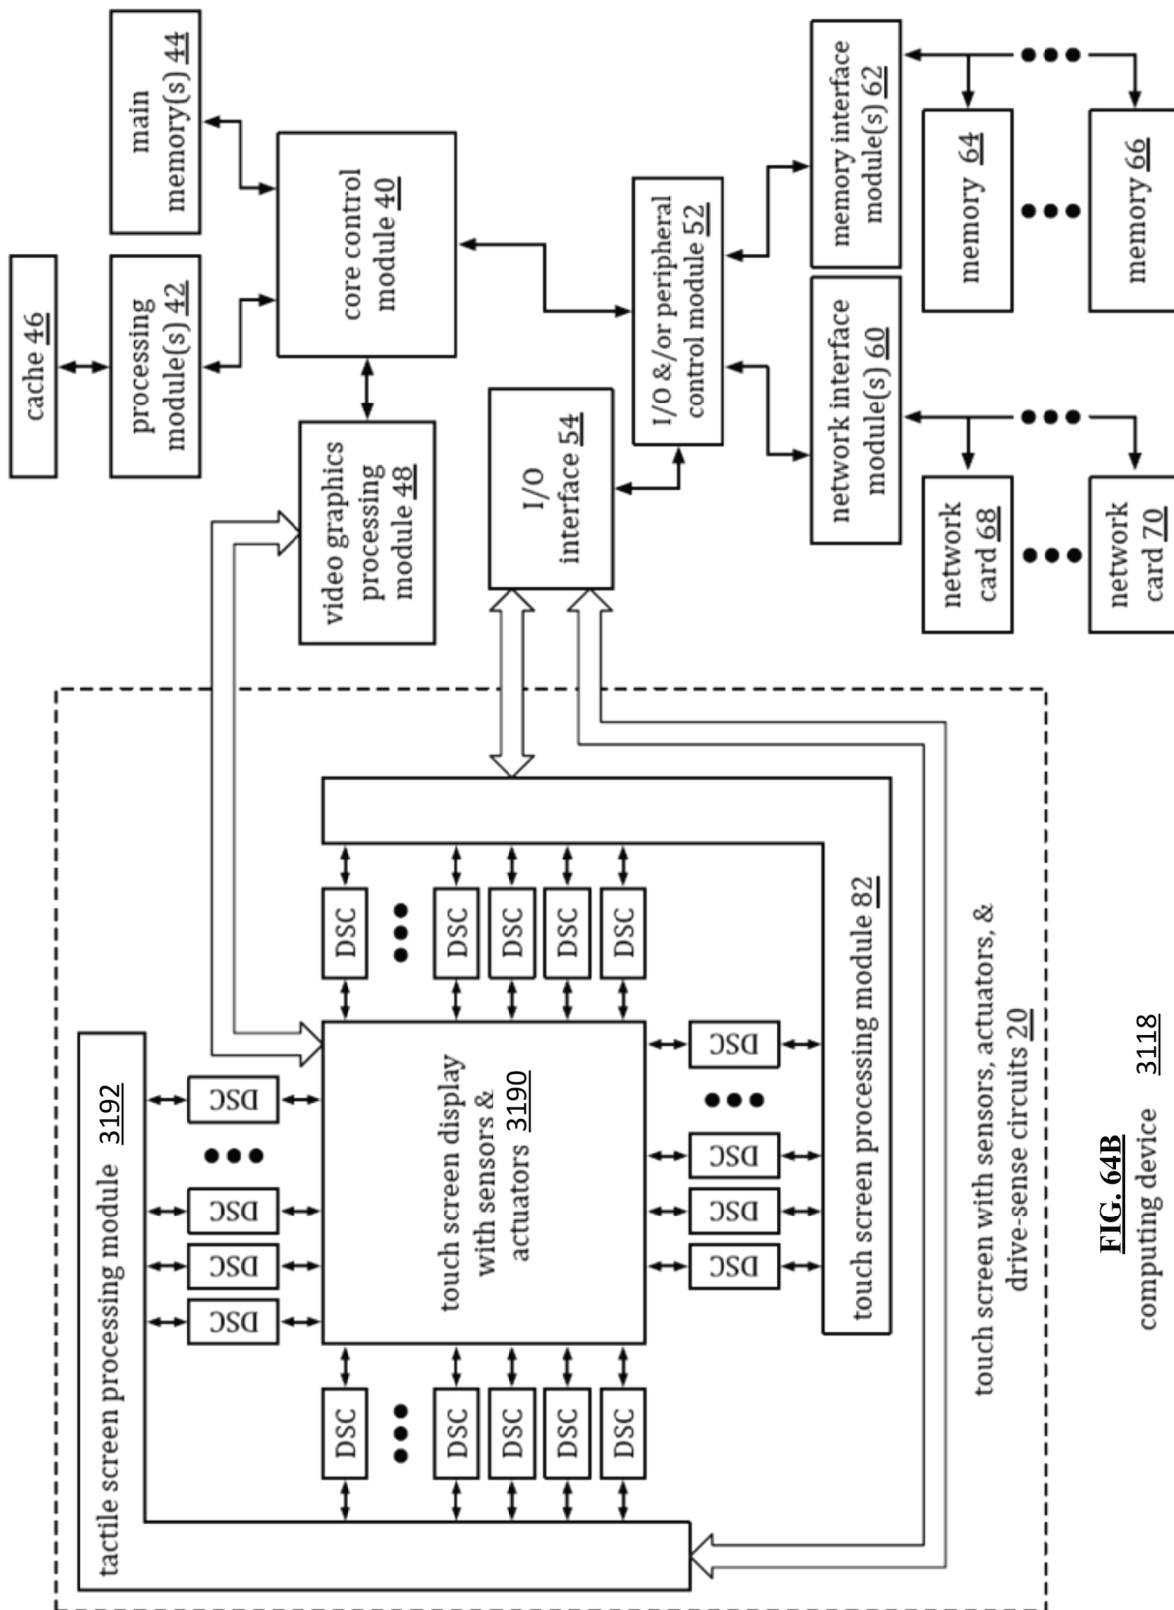 cache 46
tactile screen processing module 3192
processing
module(s) 42
main
memory(s) 44
DSC
DSC
DSC
DSC
video graphics
processing
module 48
core control
module 40
DSC
DSC
DSC
DSC
DSC
touch screen display
with sensors &
actuators 3190
DSC
DSC
DSC
DSC
DSC
I/O
interface 54
I/O &/or peripheral
control module 52
DSC
DSC
DSC
DSC
touch screen processing module 82
network interface
module(s) 60
memory interface
module(s) 62
network
card 68
memory 64
touch screen with sensors, actuators, &
drive-sense circuits 20
network
card 70
memory 66
FIG. 64B
computing device 3118